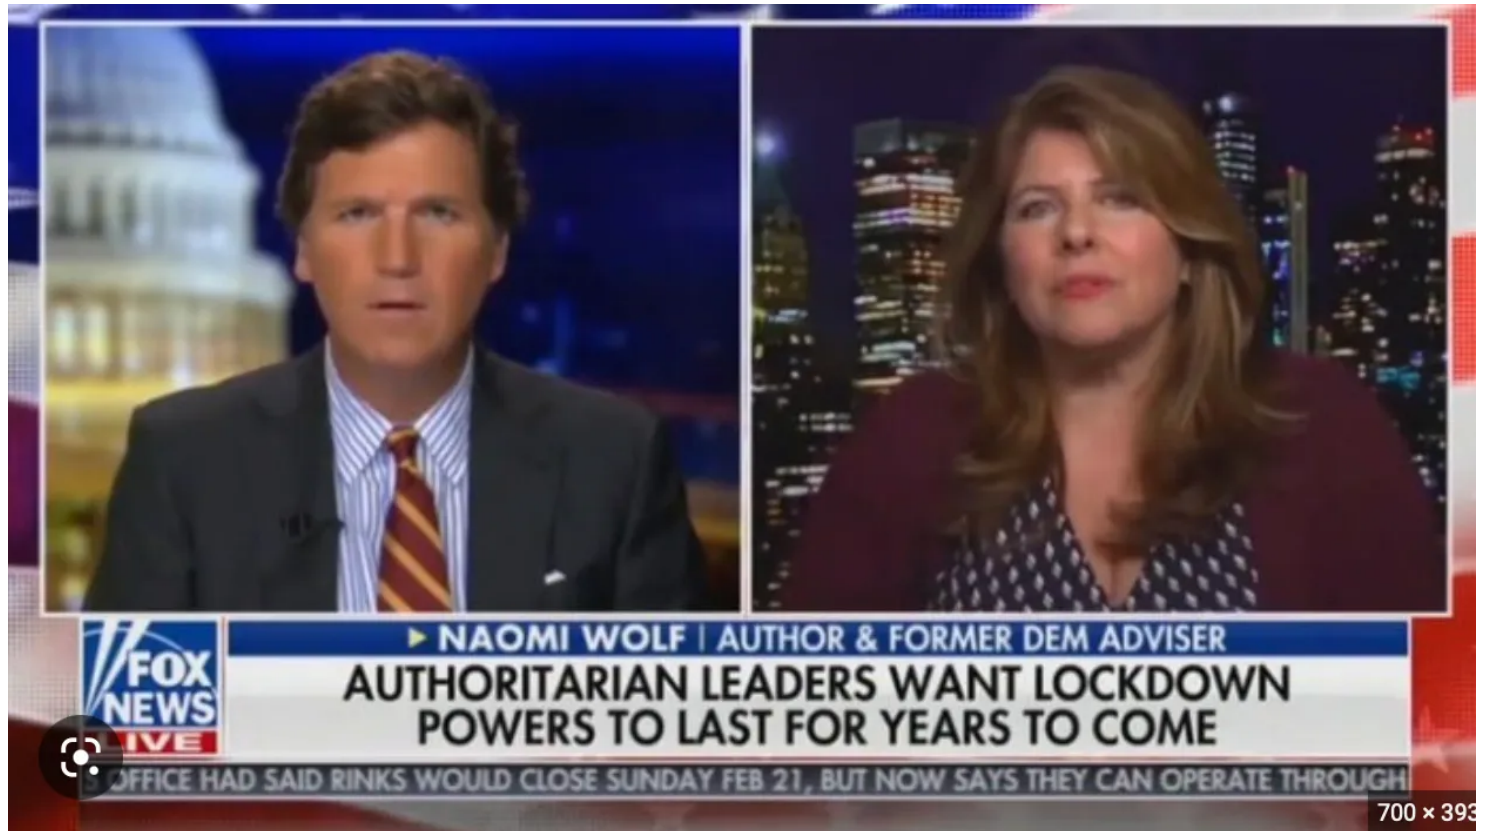 ▶ NAOMI WOLF | AUTHOR & FORMER DEM ADVISER
FOX
NEWS
LIVE
AUTHORITARIAN LEADERS WANT LOCKDOWN
POWERS TO LAST FOR YEARS TO COME
S OFFICE HAD SAID RINKS WOULD CLOSE SUNDAY FEB 21, BUT NOW SAYS THEY CAN OPERATE THROUGH
700 × 393